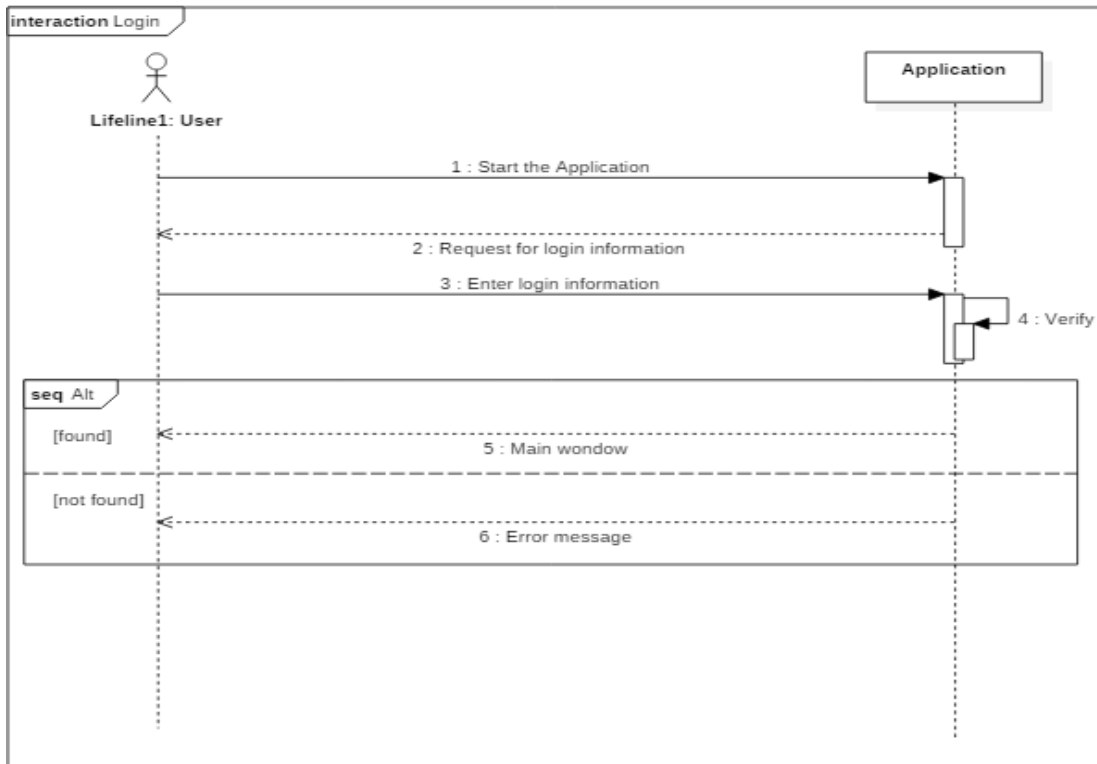 interaction Login
Application
Lifeline1: User
1 : Start the Application
2 : Request for login information
3 : Enter login information
4 : Verify
seq Alt
[found]
5 : Main wondow
[not found]
6 : Error message